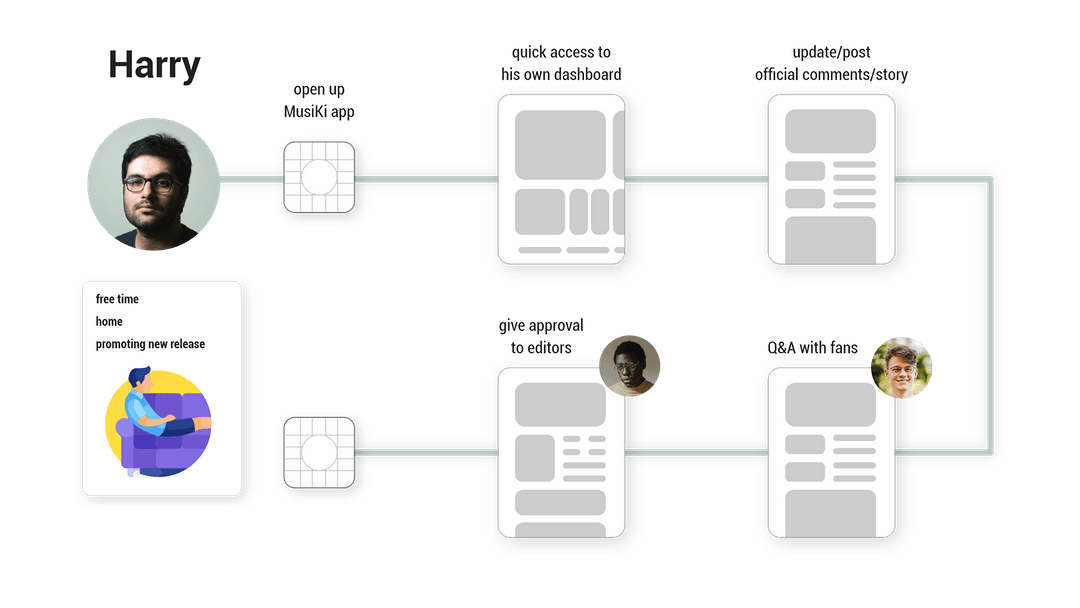 Harry
open up
MusiKi app
quick access to
his own dashboard
update/post
official comments/story
free time
home
promoting new release
give approval
to editors
Q&A with fans